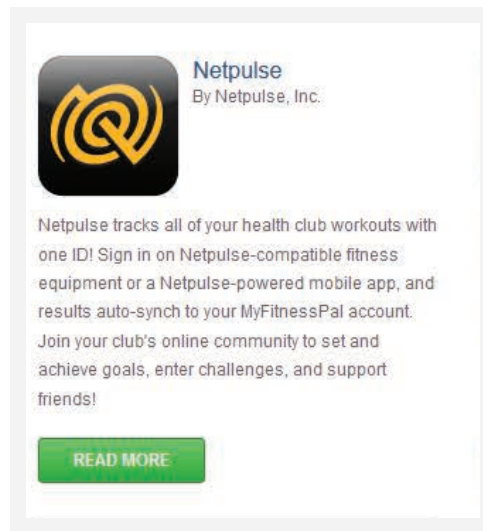 Netpulse
By Netpulse, Inc.
Netpulse tracks all of your health club workouts with
one ID! Sign in on Netpulse-compatible fitness
equipment or a Netpulse-powered mobile app, and
results auto-synch to your MyFitnessPal account.
Join your club's online community to set and
achieve goals, enter challenges, and support
friends!
READ MORE